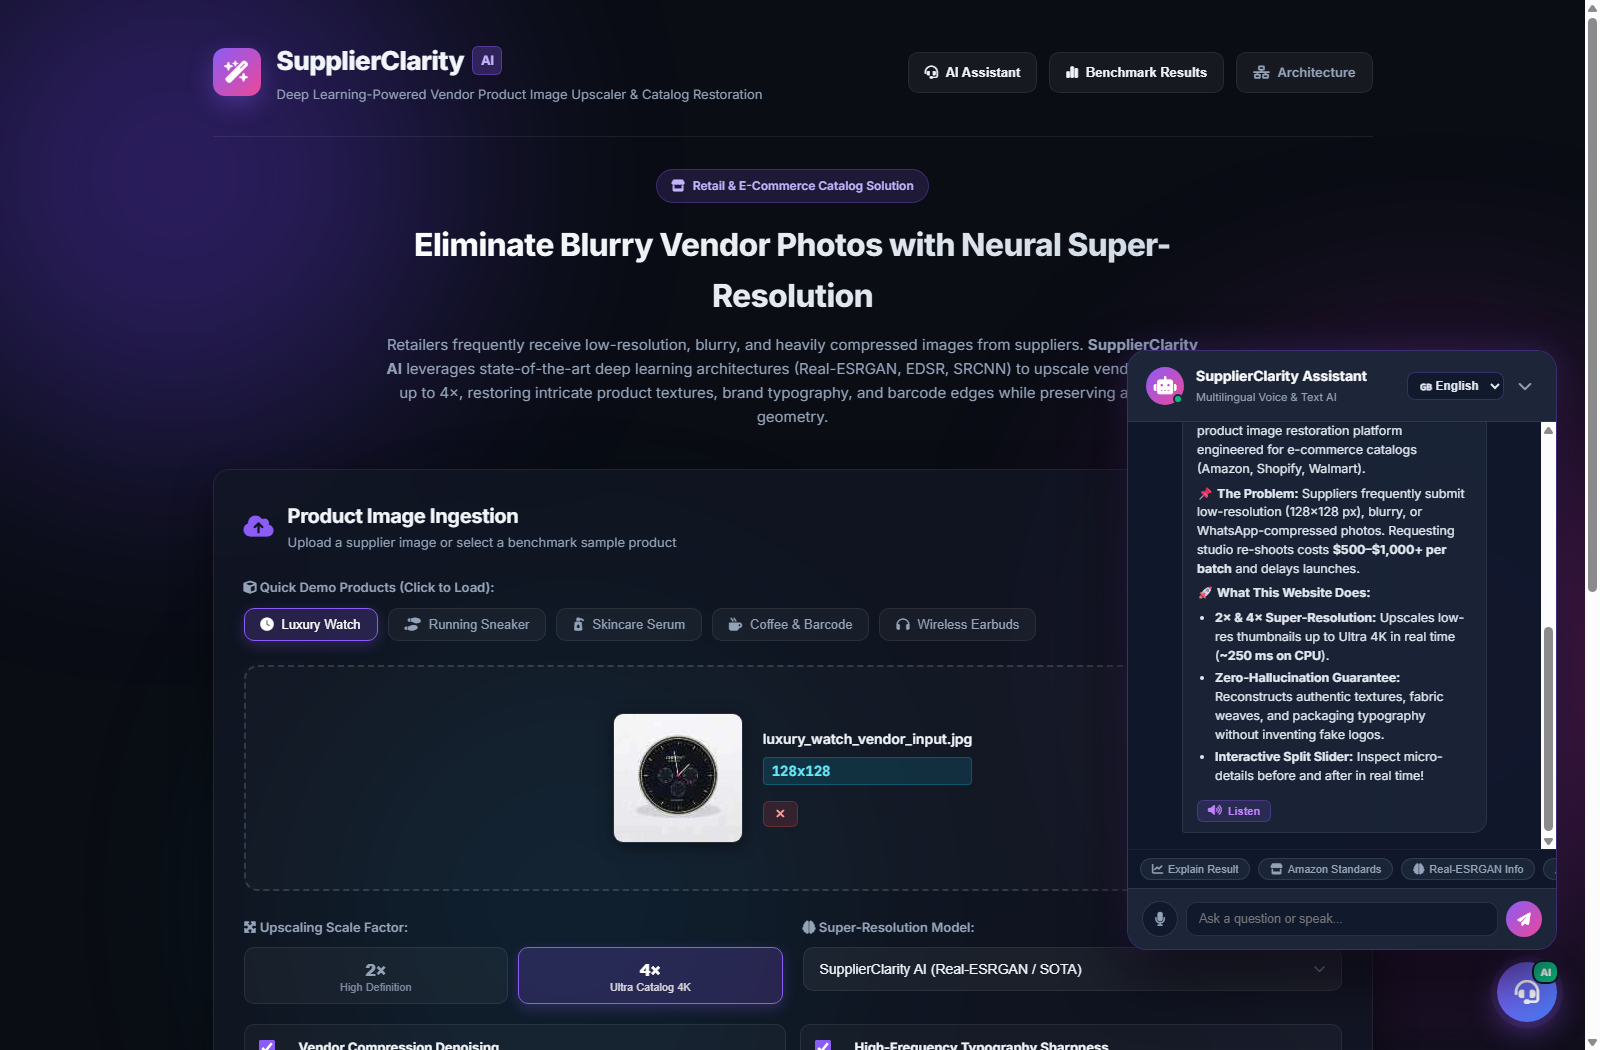 SupplierClarity AI
Deep Learning-Powered Vendor Product Image Upscaler & Catalog Restoration
AI Assistant
Benchmark Results
Architecture
Retail & E-Commerce Catalog Solution
Eliminate Blurry Vendor Photos with Neural Super-
Resolution
Retailers frequently receive low-resolution, blurry, and heavily compressed images from suppliers. SupplierClarity
AI leverages state-of-the-art deep learning architectures (Real-ESRGAN, EDSR, SRCNN) to upscale vend
up to 4×, restoring intricate product textures, brand typography, and barcode edges while preserving a
geometry.
Product Image Ingestion
Upload a supplier image or select a benchmark sample product
Quick Demo Products (Click to Load):
Luxury Watch
Running Sneaker
Skincare Serum
Coffee & Barcode
Wireless Earbuds
luxury_watch_vendor_input.jpg
128x128
×
Upscaling Scale Factor:
2×
High Definition
4×
Ultra Catalog 4K
Super-Resolution Model:
SupplierClarity AI (Real-ESRGAN / SOTA)
Vendor Compression Denoising
High-Frequency Typography Sharpness
SupplierClarity Assistant
Multilingual Voice & Text AI
GB English
product image restoration platform
engineered for e-commerce catalogs
(Amazon, Shopify, Walmart).
📌 The Problem: Suppliers frequently submit
low-resolution (128×128 px), blurry, or
WhatsApp-compressed photos. Requesting
studio re-shoots costs $500–$1,000+ per
batch and delays launches.
🚀 What This Website Does:
• 2× & 4× Super-Resolution: Upscales low-
res thumbnails up to Ultra 4K in real time
(~250 ms on CPU).
• Zero-Hallucination Guarantee:
Reconstructs authentic textures, fabric
weaves, and packaging typography
without inventing fake logos.
• Interactive Split Slider: Inspect micro-
details before and after in real time!
Listen
Explain Result
Amazon Standards
Real-ESRGAN Info
Ask a question or speak...
AI